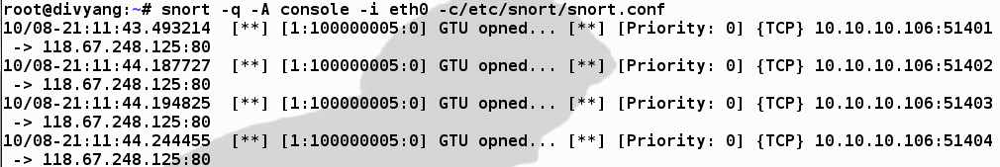 root@divyang:~# snort -q -A console -i eth0 -c/etc/snort/snort.conf
10/08-21:11:43.493214  [**] [1:100000005:0] GTU opned... [**] [Priority: 0] {TCP} 10.10.10.106:51401
 -> 118.67.248.125:80
10/08-21:11:44.187727  [**] [1:100000005:0] GTU opned... [**] [Priority: 0] {TCP} 10.10.10.106:51402
 -> 118.67.248.125:80
10/08-21:11:44.194825  [**] [1:100000005:0] GTU opned... [**] [Priority: 0] {TCP} 10.10.10.106:51403
 -> 118.67.248.125:80
10/08-21:11:44.244455  [**] [1:100000005:0] GTU opned... [**] [Priority: 0] {TCP} 10.10.10.106:51404
 -> 118.67.248.125:80